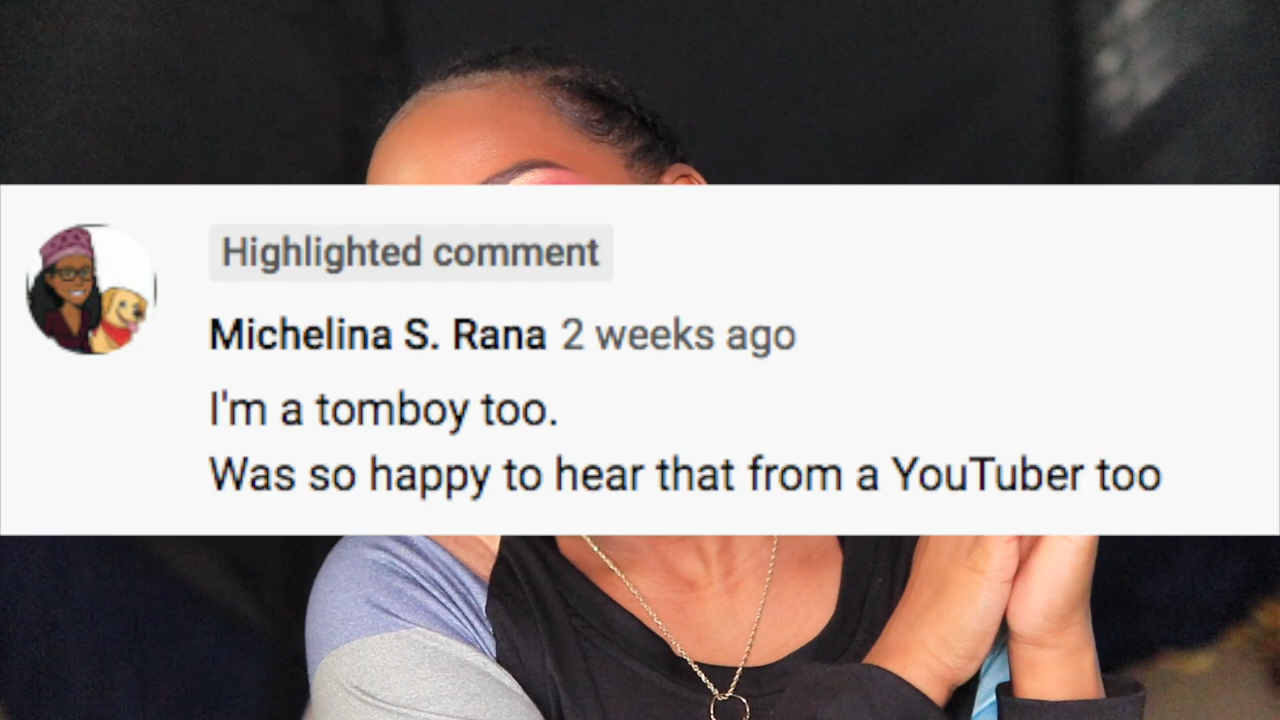 Highlighted comment
Michelina S. Rana 2 weeks ago
I'm a tomboy too.
Was so happy to hear that from a YouTuber too